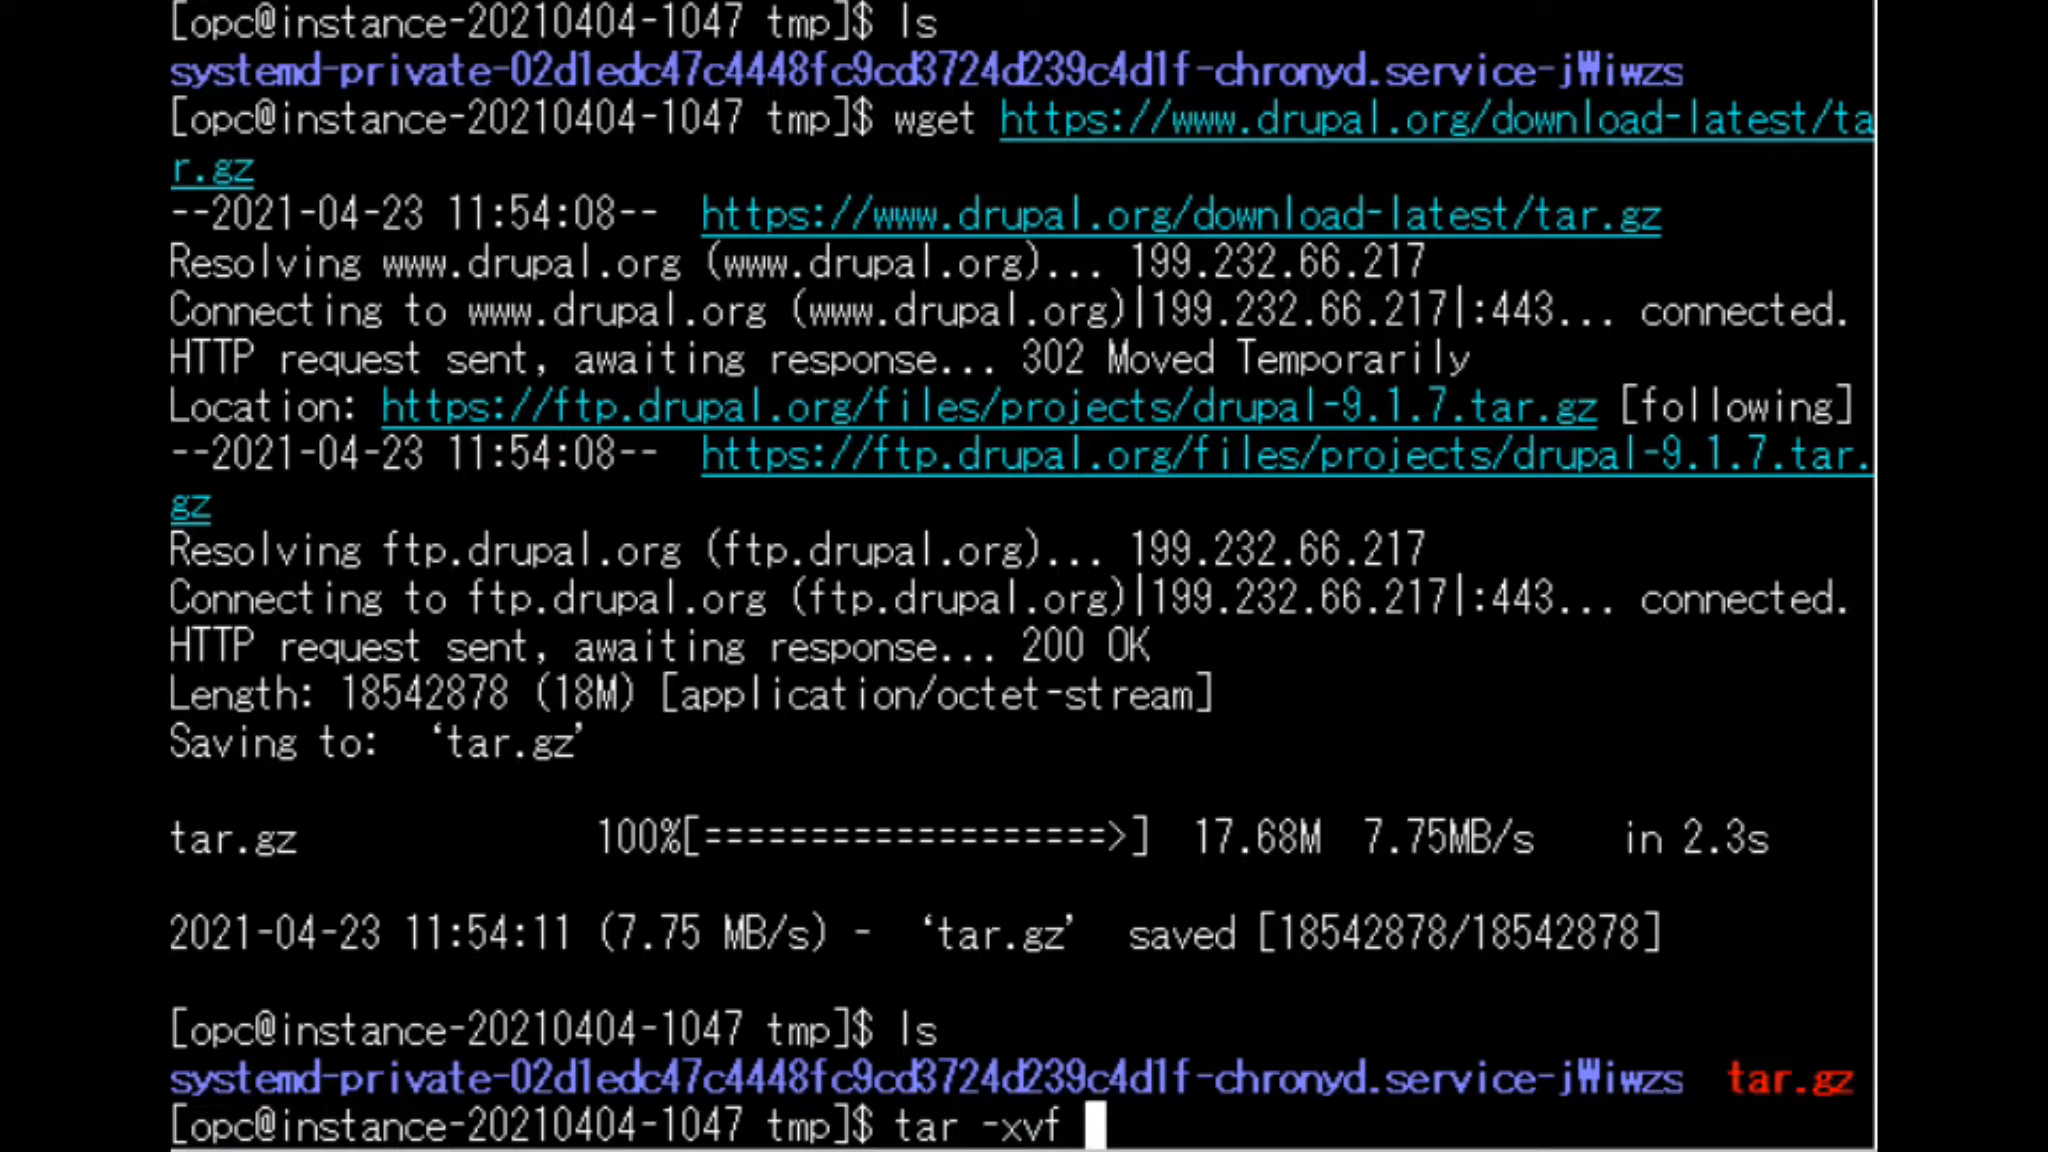 [opc@instance-20210404-1047 tmp]$ ls
systemd-private-02d1edc47c4448fc9cd3724d239c4d1f-chronyd.service-jWiwzs
[opc@instance-20210404-1047 tmp]$ wget https://www.drupal.org/download-latest/ta
r.gz
--2021-04-23 11:54:08--  https://www.drupal.org/download-latest/tar.gz
Resolving www.drupal.org (www.drupal.org)... 199.232.66.217
Connecting to www.drupal.org (www.drupal.org)|199.232.66.217|:443... connected.
HTTP request sent, awaiting response... 302 Moved Temporarily
Location: https://ftp.drupal.org/files/projects/drupal-9.1.7.tar.gz [following]
--2021-04-23 11:54:08--  https://ftp.drupal.org/files/projects/drupal-9.1.7.tar.
gz
Resolving ftp.drupal.org (ftp.drupal.org)... 199.232.66.217
Connecting to ftp.drupal.org (ftp.drupal.org)|199.232.66.217|:443... connected.
HTTP request sent, awaiting response... 200 OK
Length: 18542878 (18M) [application/octet-stream]
Saving to: ‘tar.gz’
tar.gz 100%[===================>] 17.68M 7.75MB/s in 2.3s
2021-04-23 11:54:11 (7.75 MB/s) - ‘tar.gz’ saved [18542878/18542878]
[opc@instance-20210404-1047 tmp]$ ls
systemd-private-02d1edc47c4448fc9cd3724d239c4d1f-chronyd.service-jWiwzs tar.gz
[opc@instance-20210404-1047 tmp]$ tar -xvf